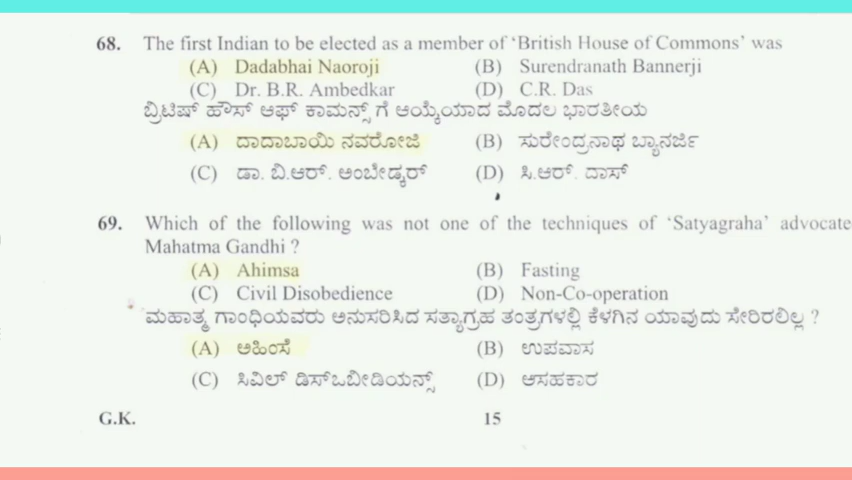 68. The first Indian to be elected as a member of ‘British House of Commons’ was
(A) Dadabhai Naoroji (B) Surendranath Bannerji
(C) Dr. B.R. Ambedkar (D) C.R. Das
ಬ್ರಿಟಿಷ್ ಹೌಸ್ ಆಫ್ ಕಾಮನ್ಸ್ ಗೆ ಆಯ್ಕೆಯಾದ ಮೊದಲ ಭಾರತೀಯ
(A) ದಾದಾಬಾಯಿ ನವರೋಜಿ (B) ಸುರೇಂದ್ರನಾಥ ಬ್ಯಾನರ್ಜಿ
(C) ಡಾ. ಬಿ.ಆರ್. ಅಂಬೇಡ್ಕರ್ (D) ಸಿ.ಆರ್. ದಾಸ್
69. Which of the following was not one of the techniques of ‘Satyagraha’ advocate
Mahatma Gandhi ?
(A) Ahimsa (B) Fasting
(C) Civil Disobedience (D) Non-Co-operation
ಮಹಾತ್ಮ ಗಾಂಧಿಯವರು ಅನುಸರಿಸಿದ ಸತ್ಯಾಗ್ರಹ ತಂತ್ರಗಳಲ್ಲಿ ಕೆಳಗಿನ ಯಾವುದು ಸೇರಿರಲಿಲ್ಲ ?
(A) ಅಹಿಂಸೆ (B) ಉಪವಾಸ
(C) ಸಿವಿಲ್ ಡಿಸ್‌ಒಬೀಡಿಯನ್ಸ್ (D) ಅಸಹಕಾರ
G.K. 15